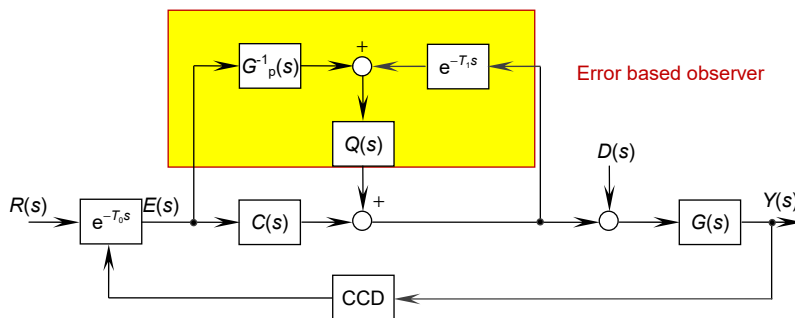 +
G⁻¹ₚ(s)
e^{–T₁s}
Error based observer
Q(s)
D(s)
R(s)
e^{–T₀s}
E(s)
C(s)
+
G(s)
Y(s)
CCD